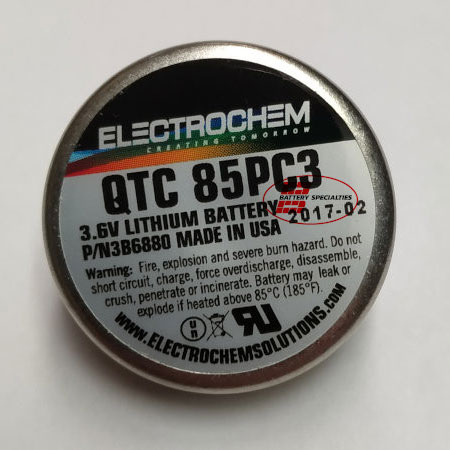 ELECTROCHEM
CREATING TOMORROW
QTC 85PC3
BATTERY SPECIALTIES
3.6V LITHIUM BATTERY 2017-02
P/N3B6880 MADE IN USA
Warning: Fire, explosion and severe burn hazard. Do not
short circuit, charge, force overdischarge, disassemble,
crush, penetrate or incinerate. Battery may leak or
explode if heated above 85°C (185°F).
UN
WWW.ELECTROCHEMSOLUTIONS.COM